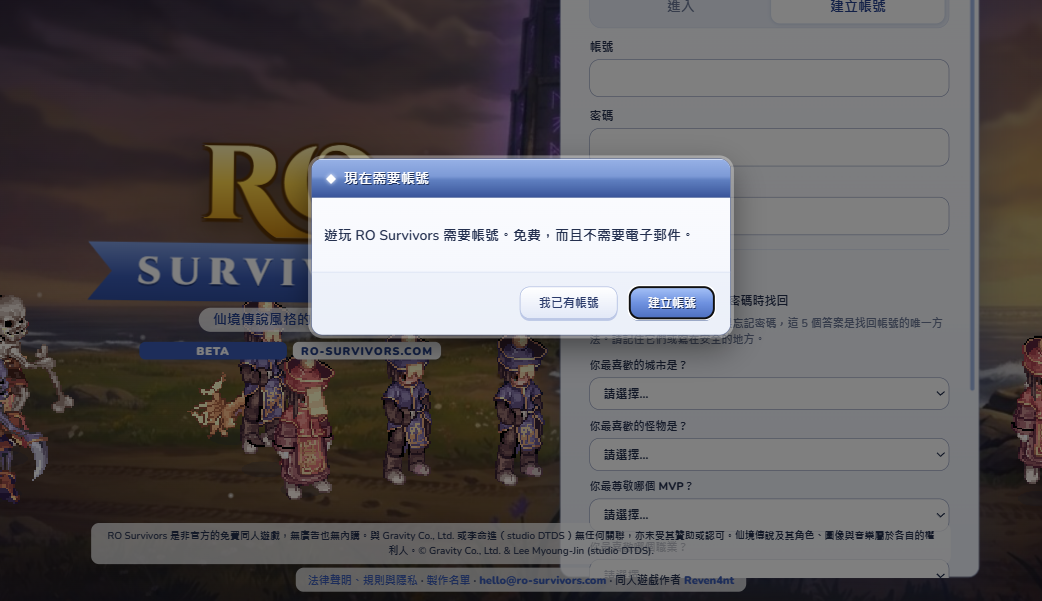 進入
建立帳號
帳號
密碼
RO
SURVIV
仙境傳說風格的
BETA
RO-SURVIVORS.COM
現在需要帳號
遊玩 RO Survivors 需要帳號。免費,而且不需要電子郵件。
我已有帳號
建立帳號
密碼時找回
忘記密碼,這 5 個答案是找回帳號的唯一方
法。請記住它們或寫在安全的地方。
你最喜歡的城市是?
請選擇...
你最喜歡的怪物是?
請選擇...
你最尊敬哪個 MVP?
請選擇...
請選擇...
RO Survivors 是非官方的免費同人遊戲,無廣告也無內購。與 Gravity Co., Ltd. 或李命進(studio DTDS)無任何關聯,亦未受其贊助或認可。仙境傳說及其角色、圖像與音樂屬於各自的權
利人。© Gravity Co., Ltd. & Lee Myoung-Jin (studio DTDS).
法律聲明、規則與隱私 · 製作名單 · hello@ro-survivors.com · 同人遊戲作者 Reven4nt